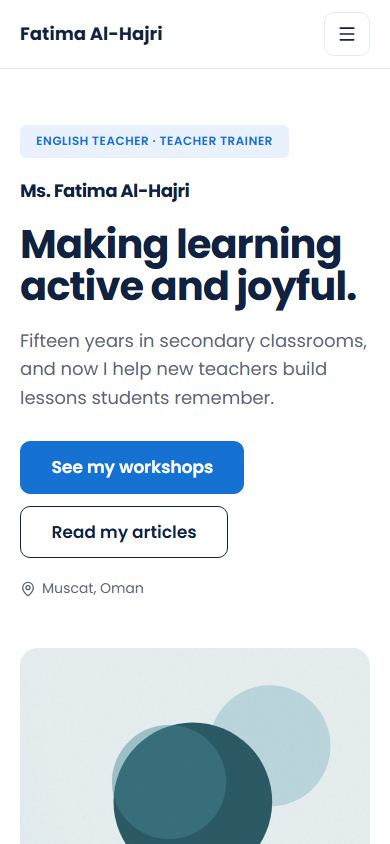 Fatima Al-Hajri
ENGLISH TEACHER · TEACHER TRAINER
Ms. Fatima Al-Hajri
Making learning
active and joyful.
Fifteen years in secondary classrooms,
and now I help new teachers build
lessons students remember.
See my workshops
Read my articles
Muscat, Oman